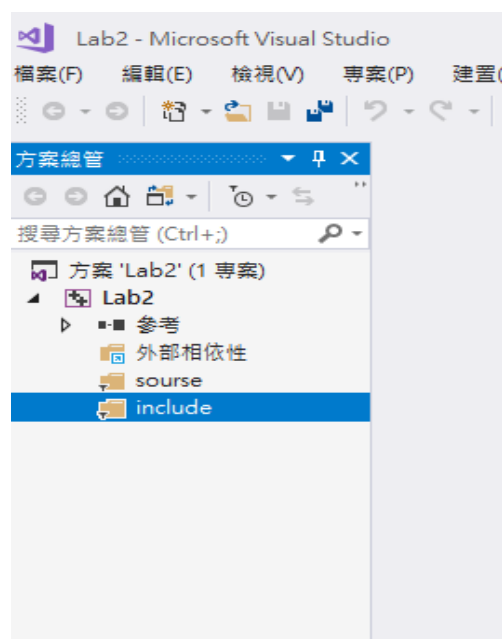 Lab2 - Microsoft Visual Studio
檔案(F) 編輯(E) 檢視(V) 專案(P) 建置(
方案總管
搜尋方案總管 (Ctrl+;)
方案 'Lab2' (1 專案)
Lab2
參考
外部相依性
sourse
include